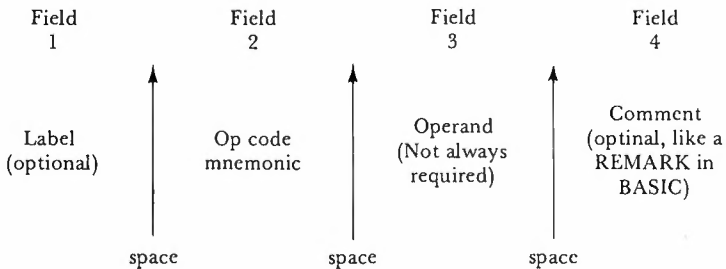 Field Field Field Field
1 2 3 4
Label
(optional)
Op code
mnemonic
Operand
(Not always
required)
Comment
(optinal, like a
REMARK in
BASIC)
space space space